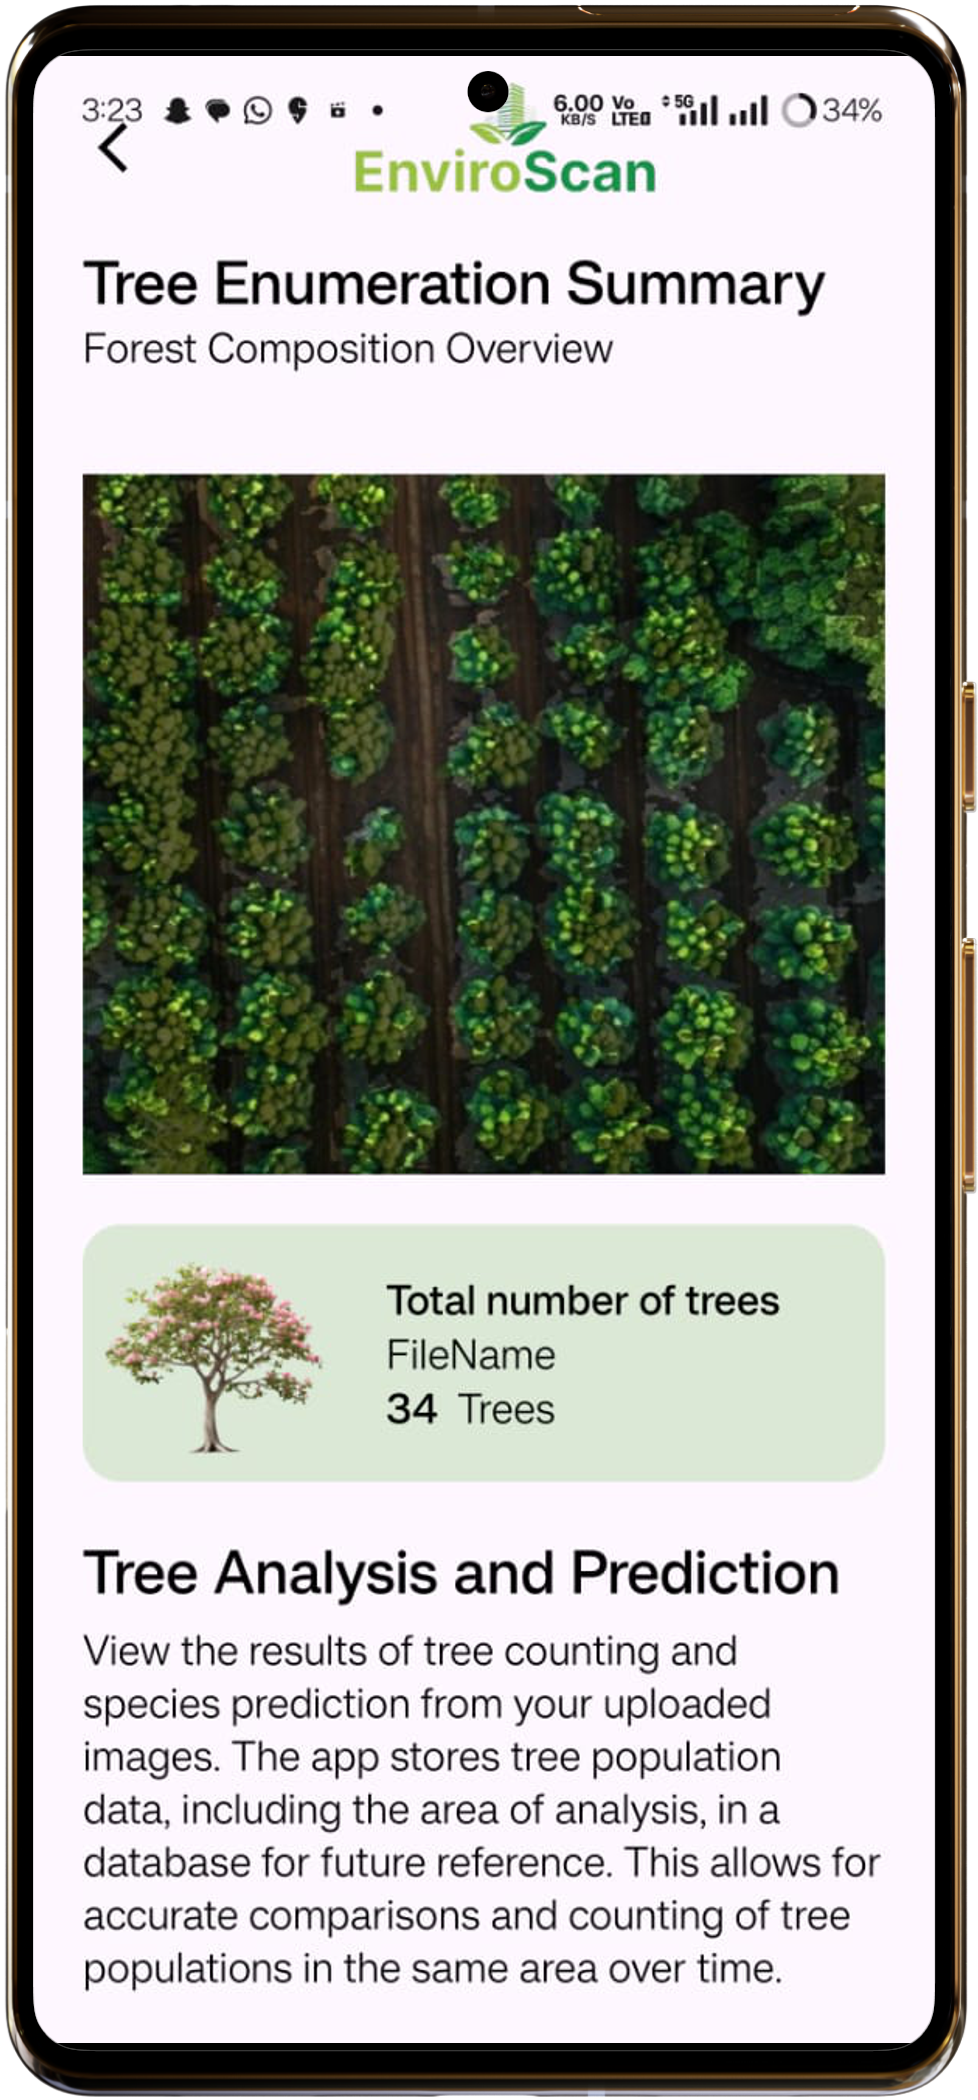 3:23
6.00 KB/S Vo LTE 5G 34%
EnviroScan
Tree Enumeration Summary
Forest Composition Overview
Total number of trees
FileName
34 Trees
Tree Analysis and Prediction
View the results of tree counting and
species prediction from your uploaded
images. The app stores tree population
data, including the area of analysis, in a
database for future reference. This allows for
accurate comparisons and counting of tree
populations in the same area over time.